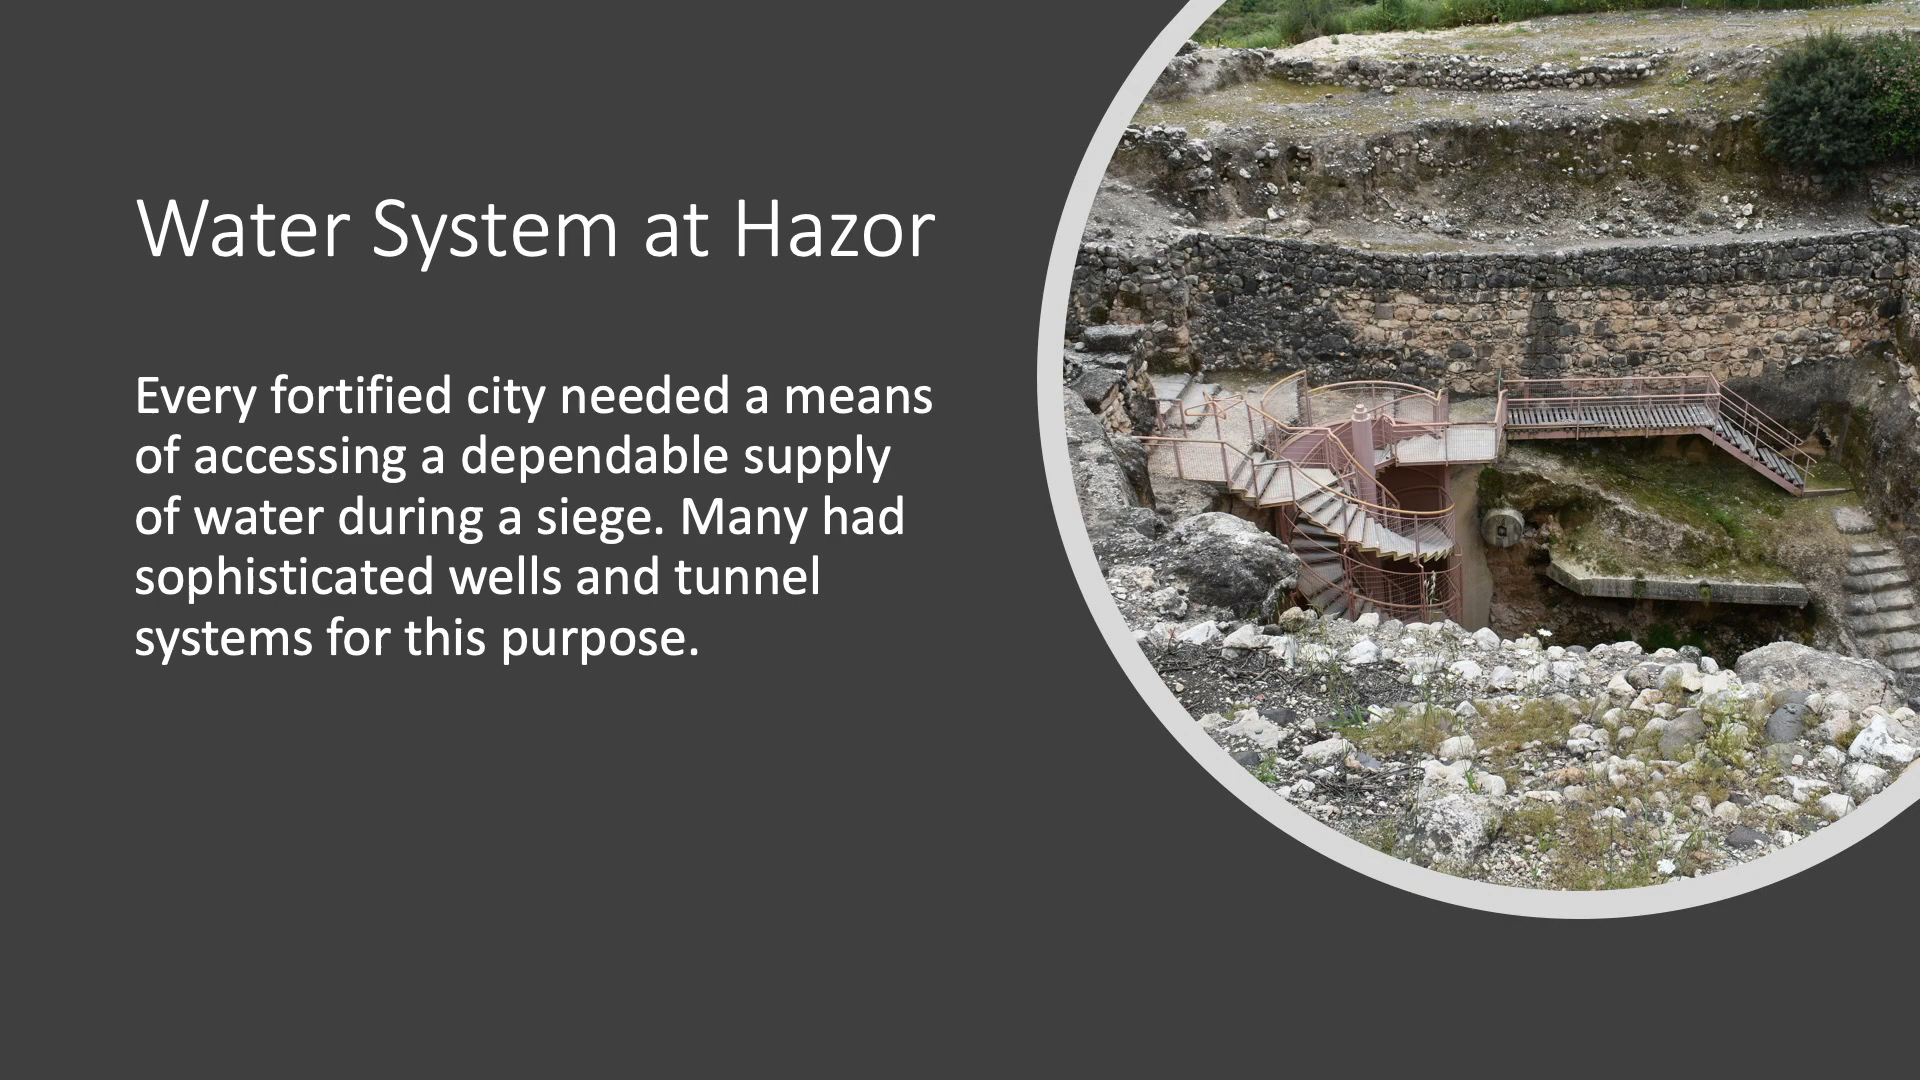 Water System at Hazor
Every fortified city needed a means
of accessing a dependable supply
of water during a siege. Many had
sophisticated wells and tunnel
systems for this purpose.